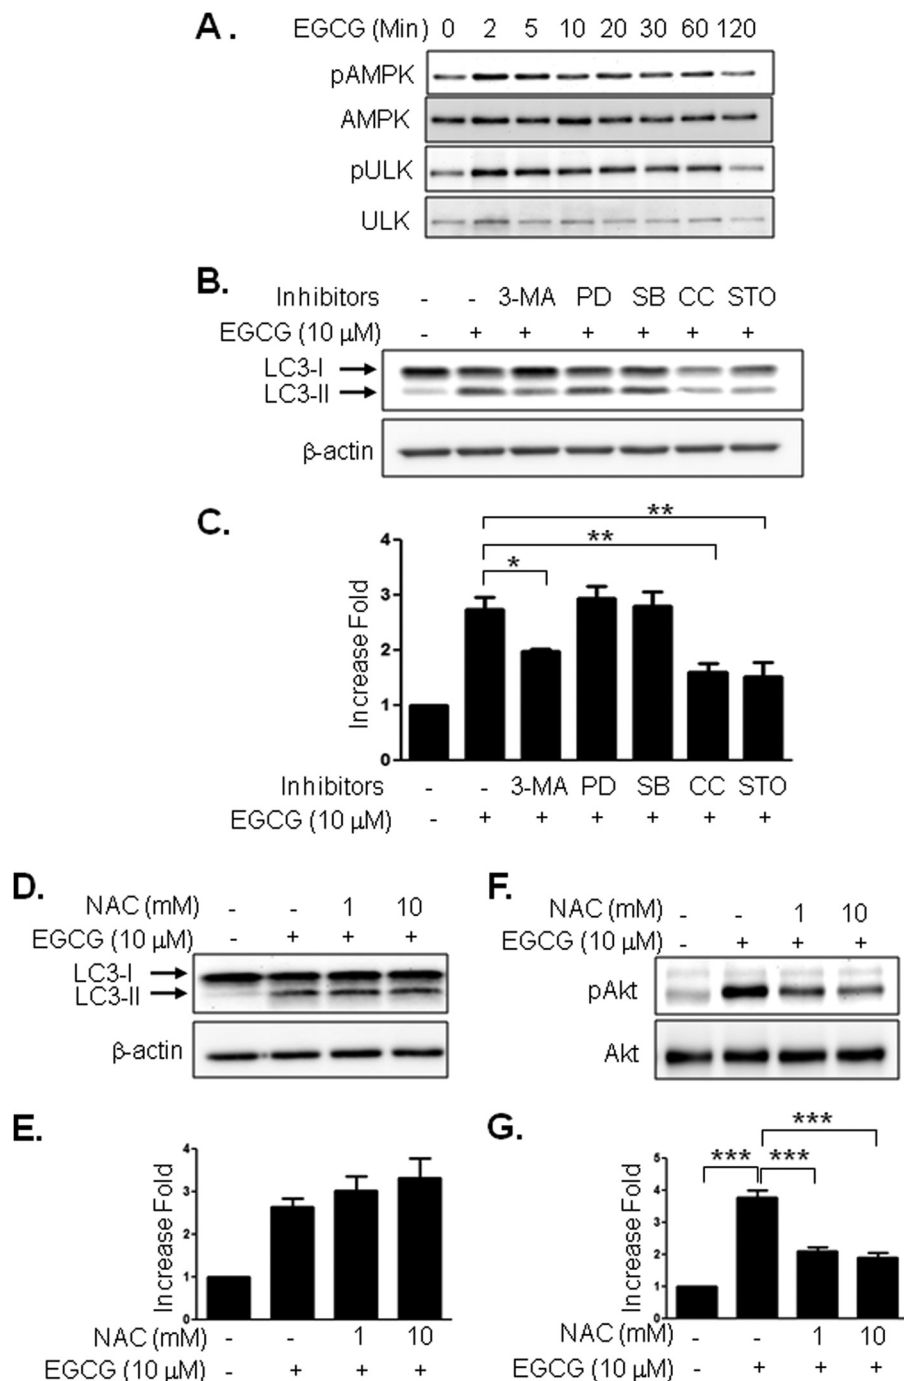 A.
EGCG (Min) 0 2 5 10 20 30 60 120
pAMPK
AMPK
pULK
ULK
B.
Inhibitors - - 3-MA PD SB CC STO
EGCG (10 μM) - + + + + + +
LC3-I
LC3-II
β-actin
C.
** 
**
*
Increase Fold
4
3
2
1
0
Inhibitors - - 3-MA PD SB CC STO
EGCG (10 μM) - + + + + + +
D.
NAC (mM) - - 1 10
EGCG (10 μM) - + + +
LC3-I
LC3-II
β-actin
E.
Increase Fold
4
3
2
1
0
NAC (mM) - - 1 10
EGCG (10 μM) - + + +
F.
NAC (mM) - - 1 10
EGCG (10 μM) - + + +
pAkt
Akt
G.
***
*** ***
Increase Fold
5
4
3
2
1
0
NAC (mM) - - 1 10
EGCG (10 μM) - + + +